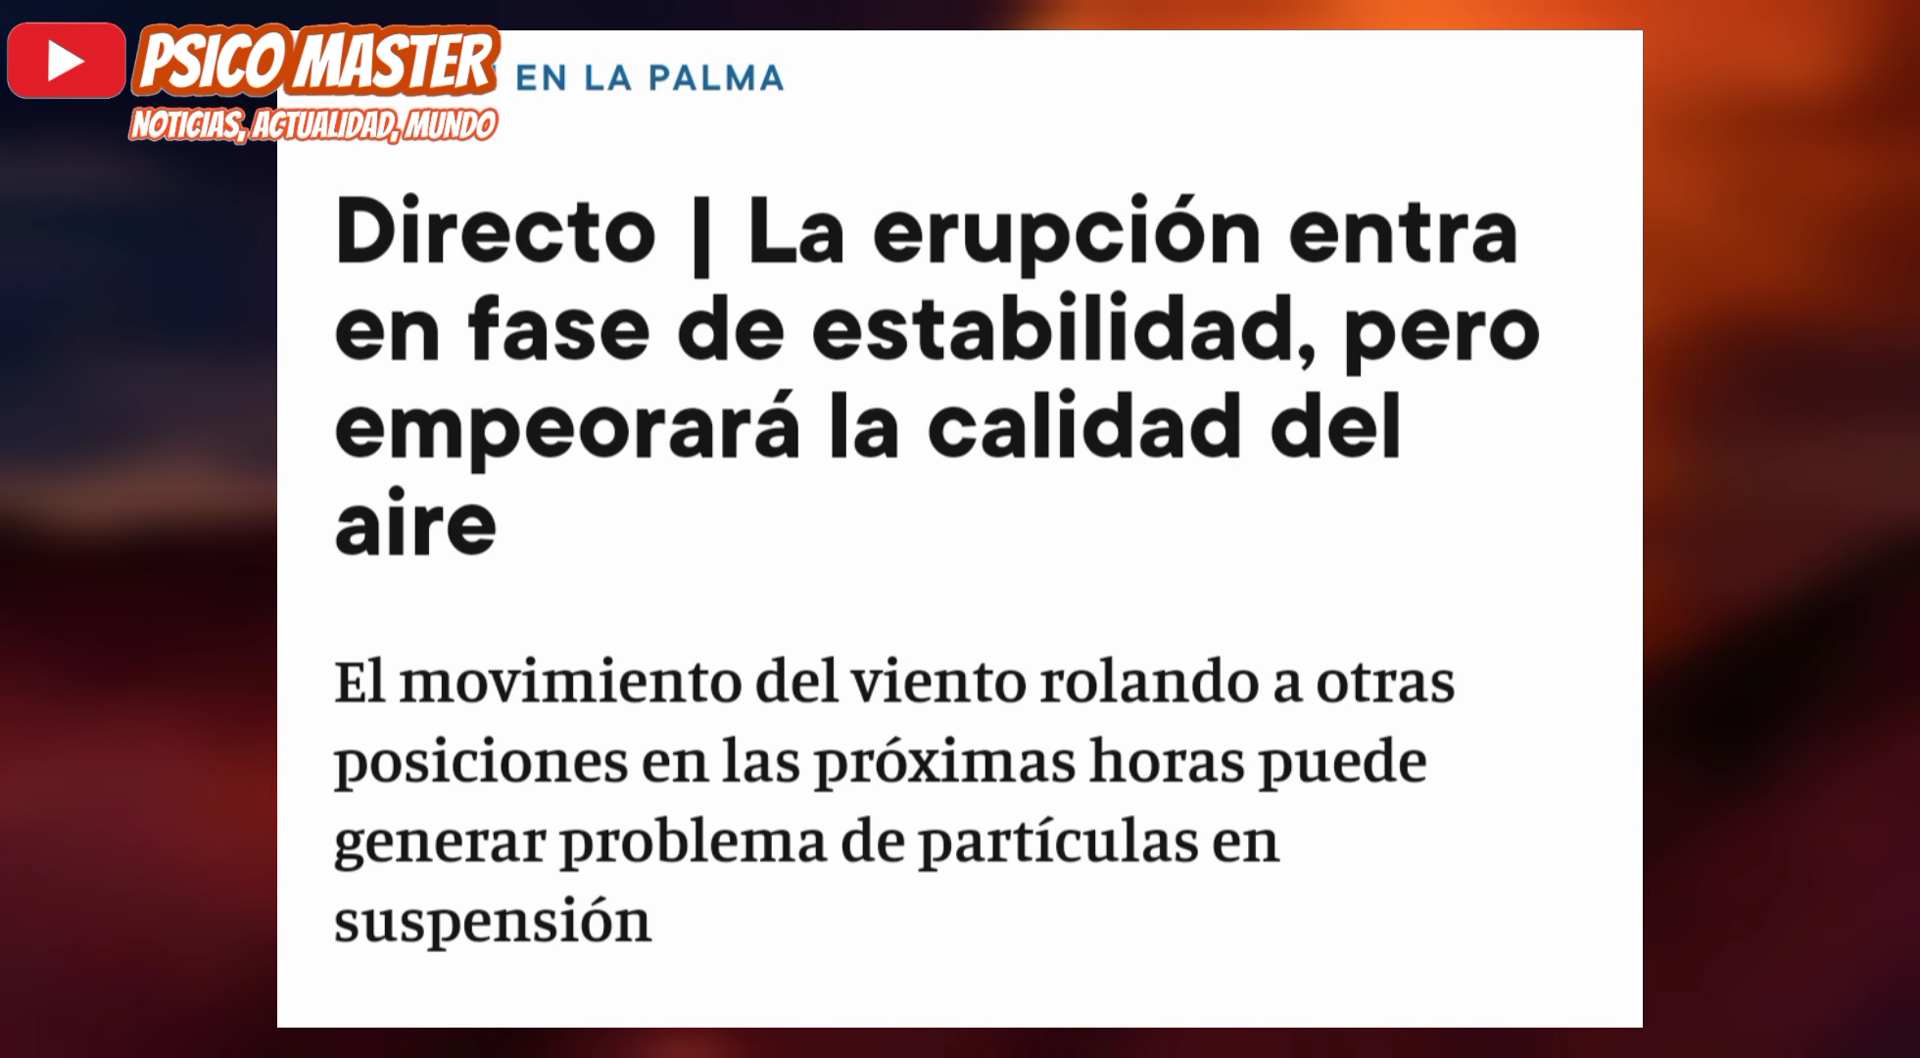 PSICO MASTER
NOTICIAS, ACTUALIDAD, MUNDO
EN LA PALMA
Directo | La erupción entra
en fase de estabilidad, pero
empeorará la calidad del
aire
El movimiento del viento rolando a otras
posiciones en las próximas horas puede
generar problema de partículas en
suspensión